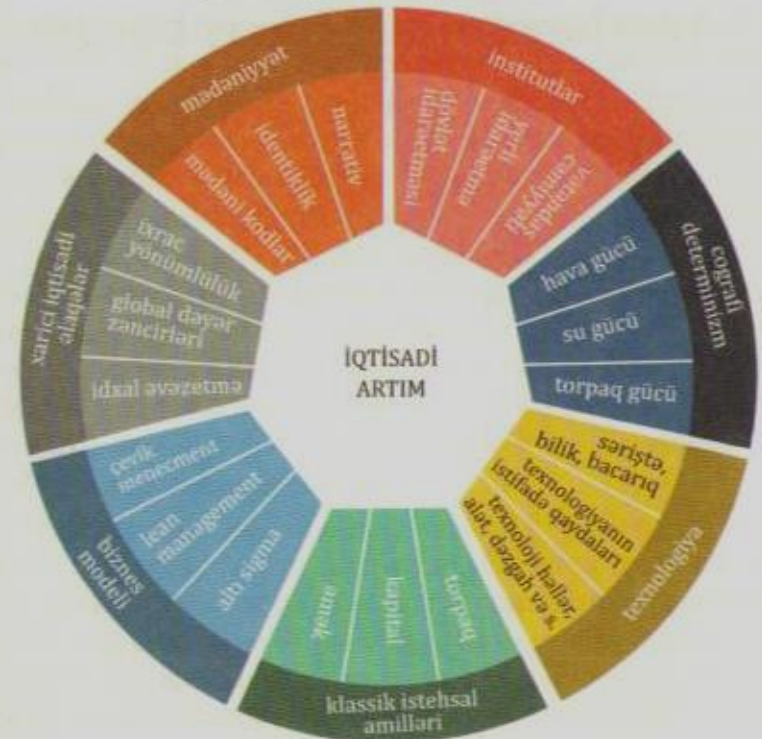 mədəniyyət
mədəni kodlar
identiklik
narrativ
institutlar
dövlət
idarəetməsi
yerli
idarəetmə
vətəndaş
cəmiyyəti
coğrafi
determinizm
hava gücü
su gücü
torpaq gücü
texnologiya
səriştə,
bilik, bacarıq
texnologiyanın
istifadə qaydaları
texnoloji həllər,
alət, dəzgah və s.
klassik istehsal
amilləri
torpaq
kapital
əmək
biznes
modeli
altı sigma
lean
management
çevik
menecment
xarici iqtisadi
əlaqələr
idxal əvəzetmə
global dəyər
zəncirləri
ixrac
yönümlülük
İQTİSADİ
ARTIM